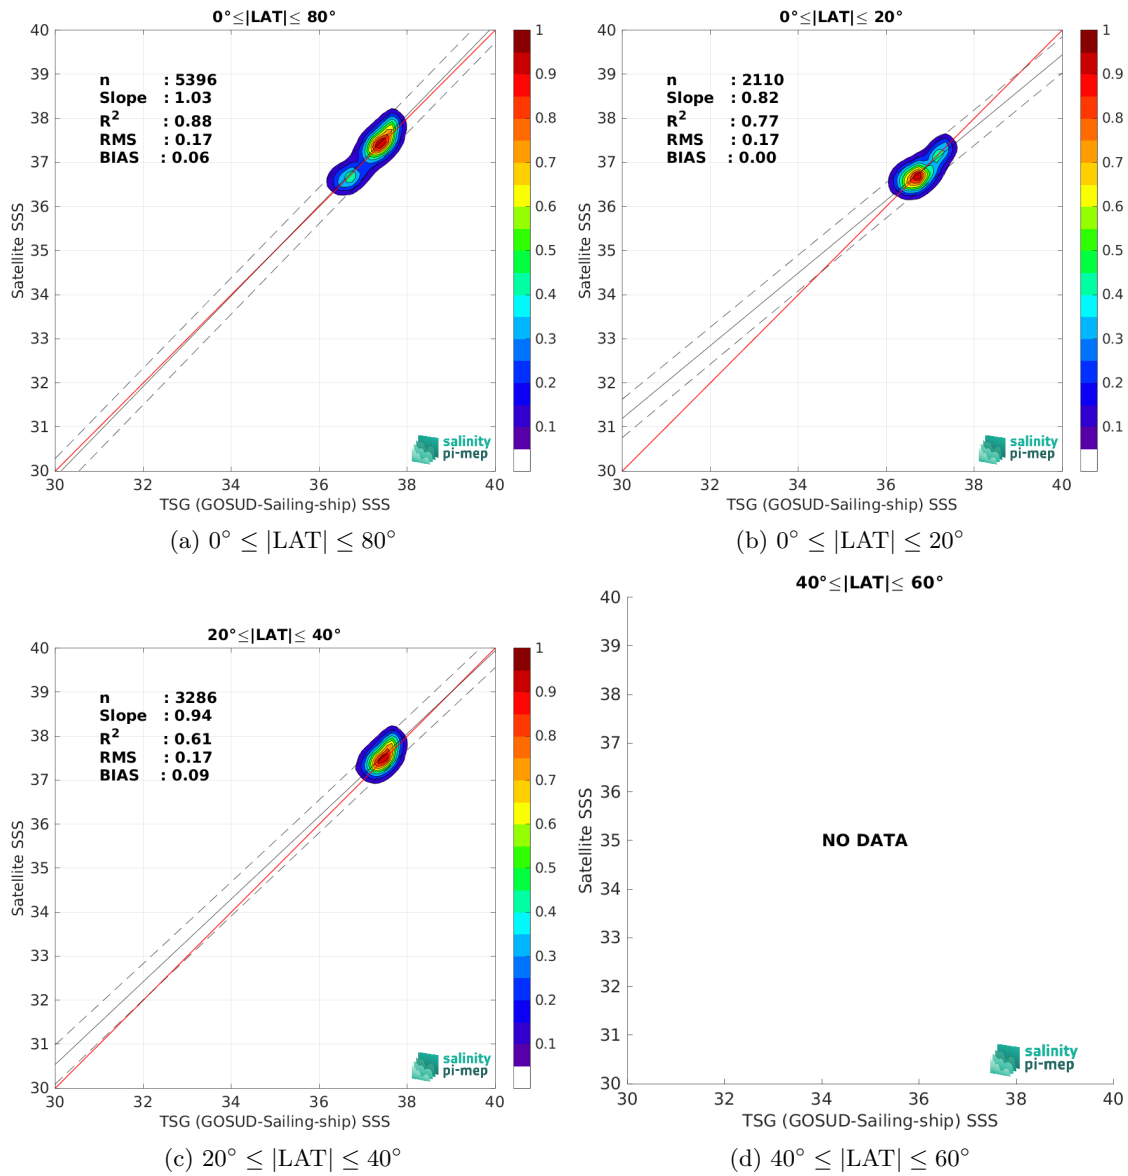 0°≤|LAT|≤ 80°
40
39
38
37
36
35
34
33
32
31
30
Satellite SSS
n : 5396
Slope : 1.03
R² : 0.88
RMS : 0.17
BIAS : 0.06
1
0.9
0.8
0.7
0.6
0.5
0.4
0.3
0.2
0.1
salinity
pi-mep
30 32 34 36 38 40
TSG (GOSUD-Sailing-ship) SSS
(a) 0° ≤ |LAT| ≤ 80°
0°≤|LAT|≤ 20°
40
39
38
37
36
35
34
33
32
31
30
Satellite SSS
n : 2110
Slope : 0.82
R² : 0.77
RMS : 0.17
BIAS : 0.00
1
0.9
0.8
0.7
0.6
0.5
0.4
0.3
0.2
0.1
salinity
pi-mep
30 32 34 36 38 40
TSG (GOSUD-Sailing-ship) SSS
(b) 0° ≤ |LAT| ≤ 20°
20°≤|LAT|≤ 40°
40
39
38
37
36
35
34
33
32
31
30
Satellite SSS
n : 3286
Slope : 0.94
R² : 0.61
RMS : 0.17
BIAS : 0.09
1
0.9
0.8
0.7
0.6
0.5
0.4
0.3
0.2
0.1
salinity
pi-mep
30 32 34 36 38 40
TSG (GOSUD-Sailing-ship) SSS
(c) 20° ≤ |LAT| ≤ 40°
40°≤|LAT|≤ 60°
40
39
38
37
36
35
34
33
32
31
30
Satellite SSS
NO DATA
salinity
pi-mep
30 32 34 36 38 40
TSG (GOSUD-Sailing-ship) SSS
(d) 40° ≤ |LAT| ≤ 60°